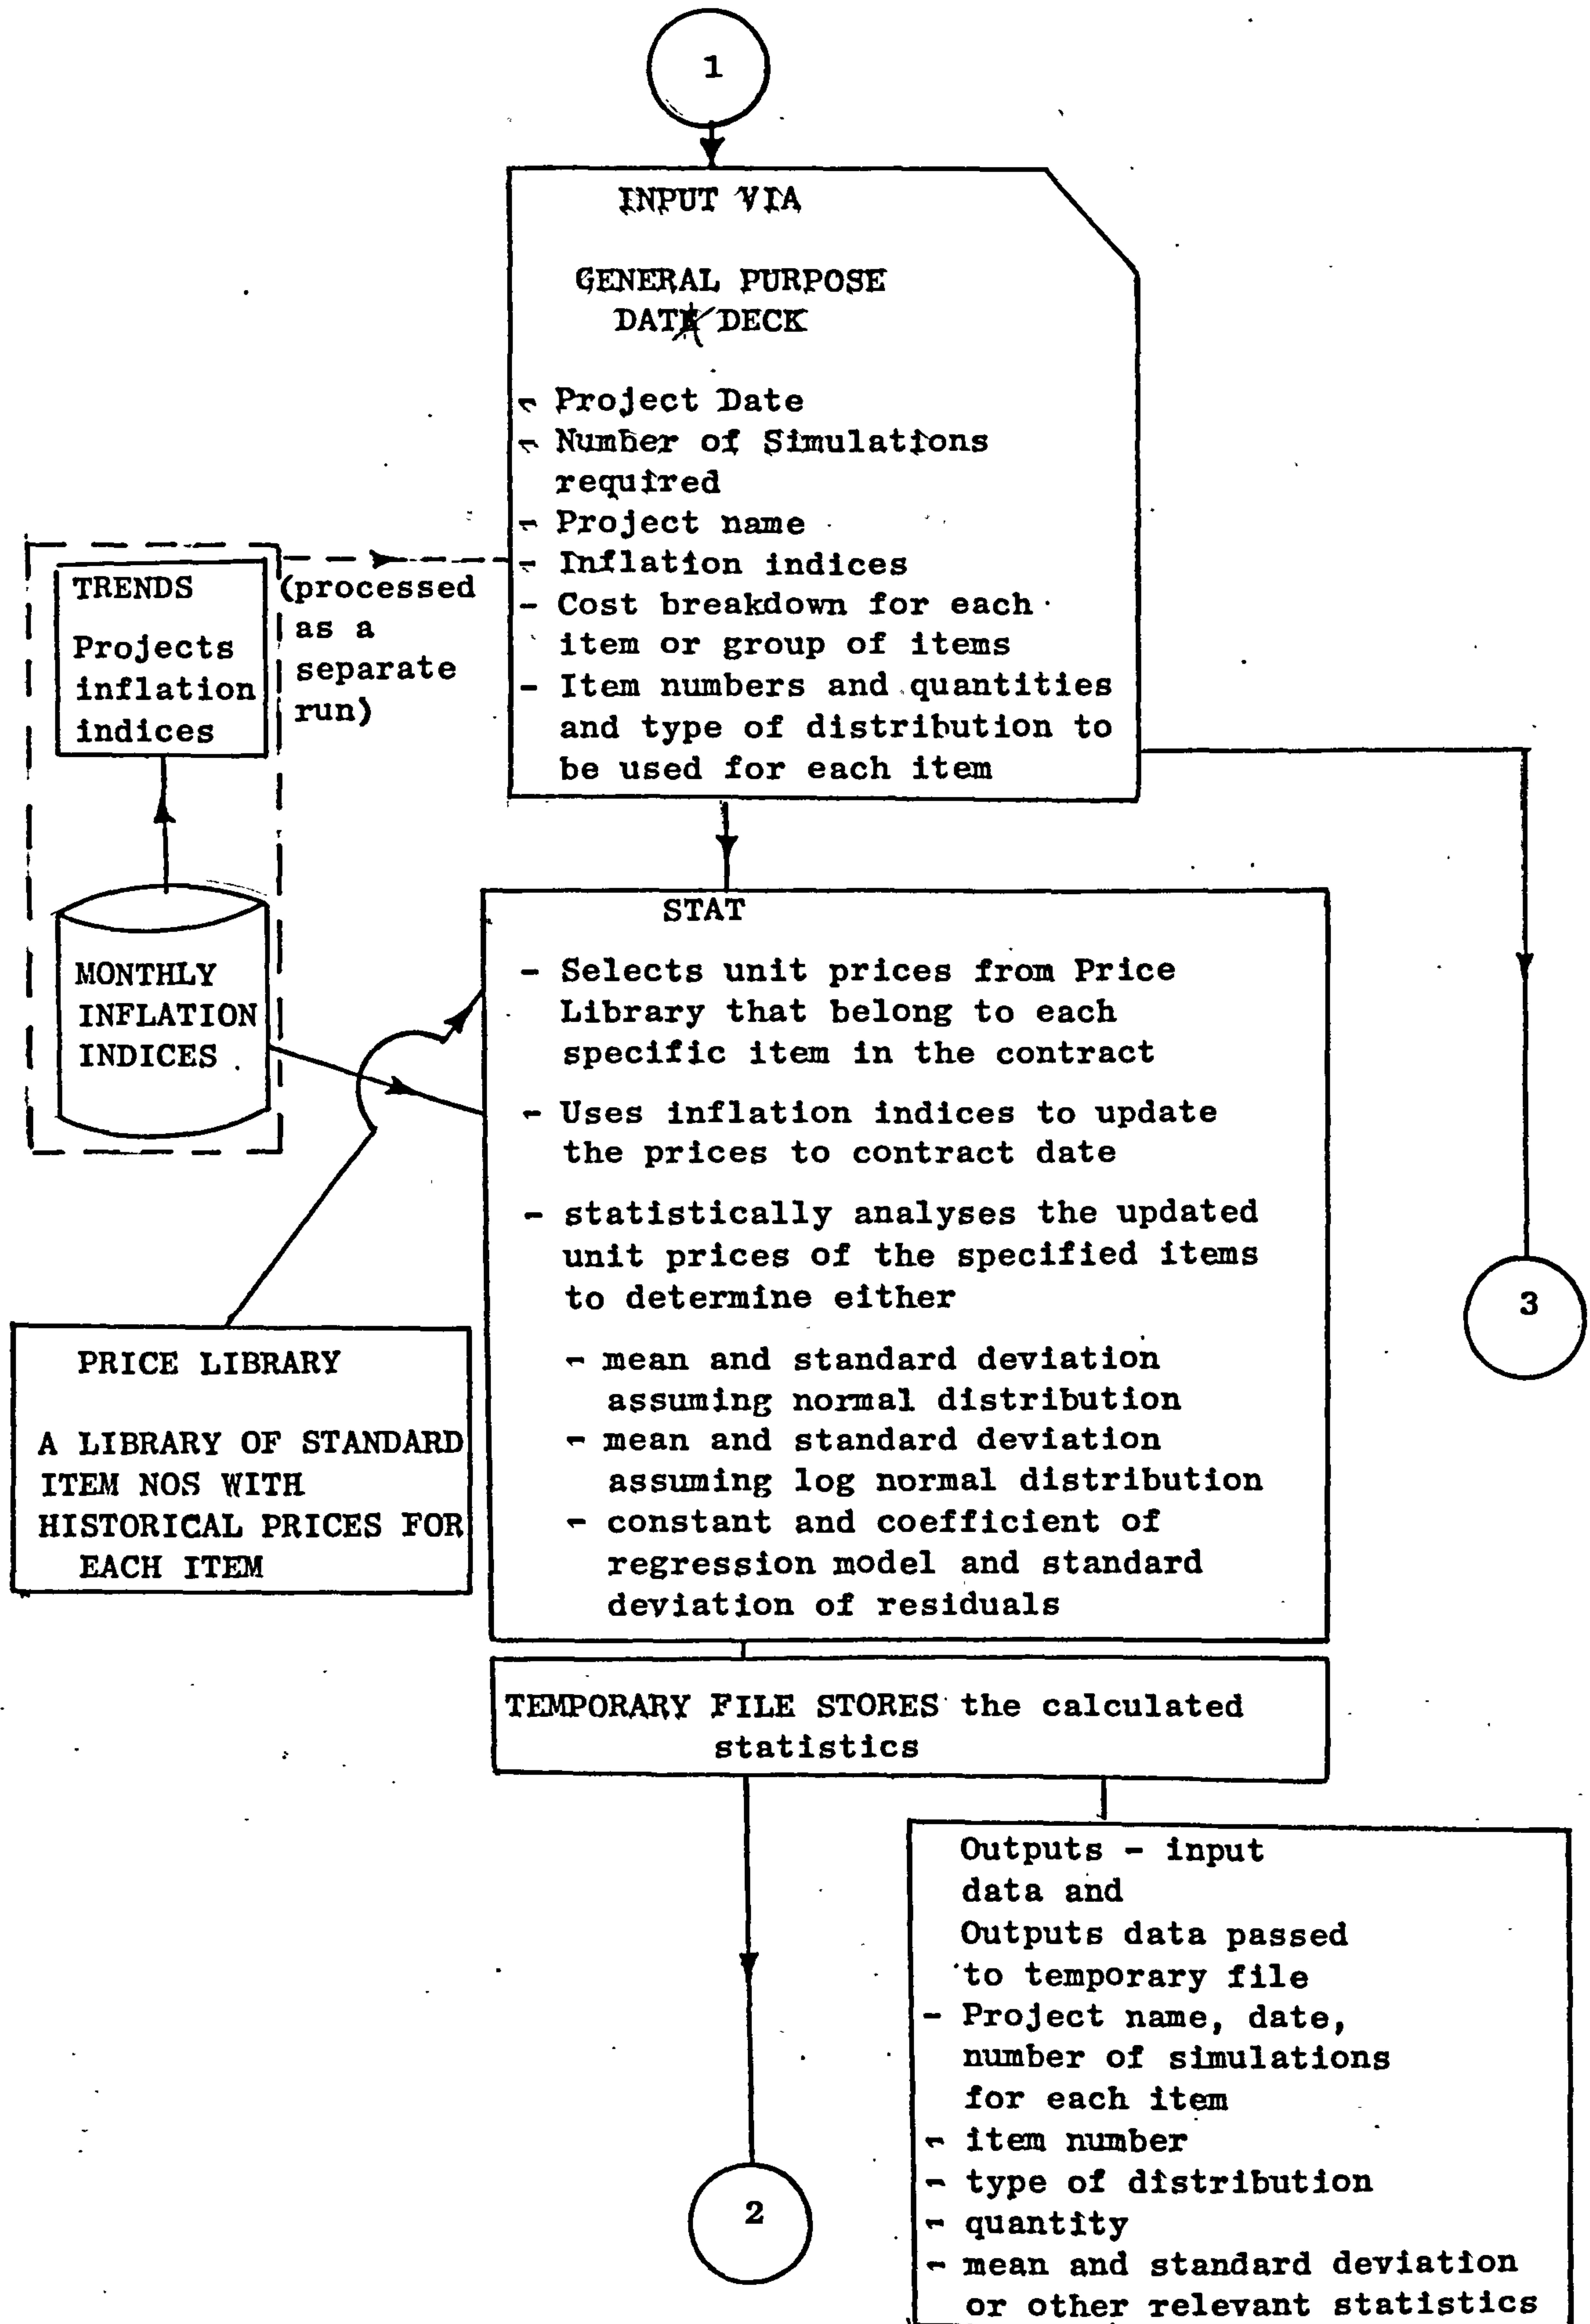 1
INPUT VIA
GENERAL PURPOSE
DATA DECK
- Project Date
- Number of Simulations
required
- Project name
- Inflation indices
- Cost breakdown for each
item or group of items
- Item numbers and quantities
and type of distribution to
be used for each item
TRENDS
Projects
inflation
indices
(processed
as a
separate
run)
MONTHLY
INFLATION
INDICES
STAT
- Selects unit prices from Price
Library that belong to each
specific item in the contract
- Uses inflation indices to update
the prices to contract date
- statistically analyses the updated
unit prices of the specified items
to determine either
- mean and standard deviation
assuming normal distribution
- mean and standard deviation
assuming log normal distribution
- constant and coefficient of
regression model and standard
deviation of residuals
3
PRICE LIBRARY
A LIBRARY OF STANDARD
ITEM NOS WITH
HISTORICAL PRICES FOR
EACH ITEM
TEMPORARY FILE STORES the calculated
statistics
Outputs - input
data and
Outputs data passed
to temporary file
- Project name, date,
number of simulations
for each item
- item number
- type of distribution
- quantity
- mean and standard deviation
or other relevant statistics
2